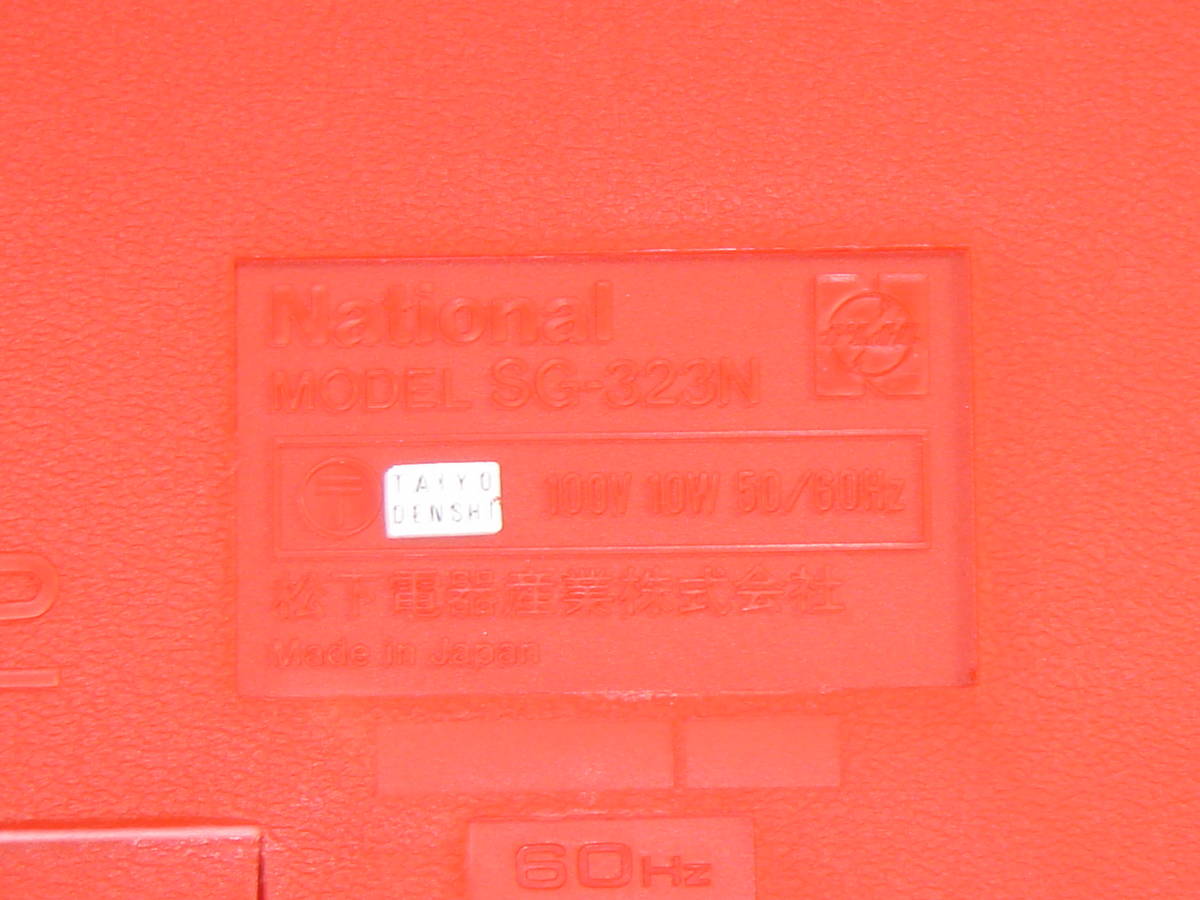 National
MODEL SG-323N
〒 TAIYO DENSHI 100V 10W 50/60Hz
松下電器産業株式会社
Made in Japan
60Hz